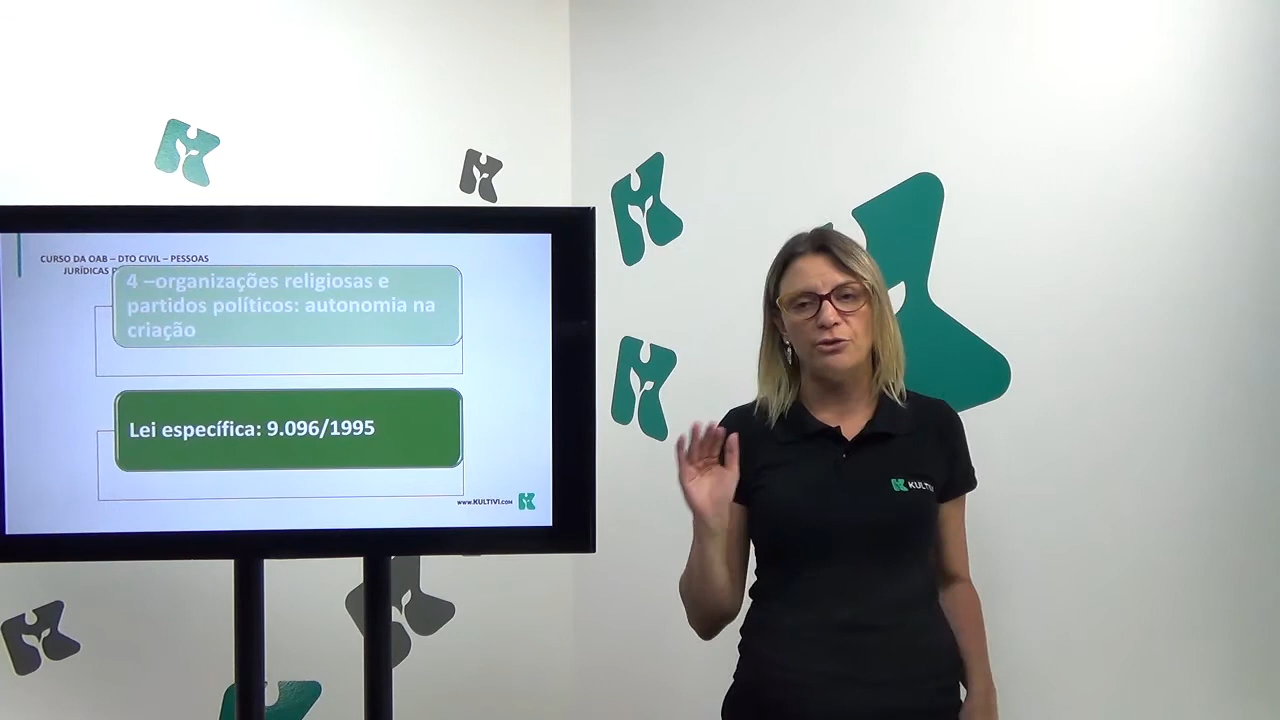 CURSO DA OAB – DTO CIVIL – PESSOAS
JURÍDICAS
4 –organizações religiosas e
partidos políticos: autonomia na
criação
Lei específica: 9.096/1995
www.KULTIVI.COM
KULTIVI